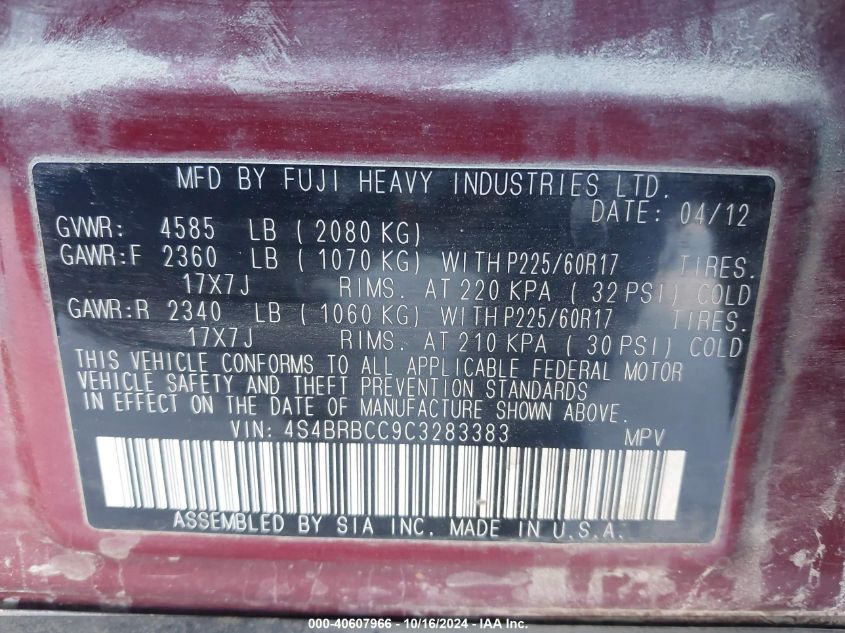 MFD BY FUJI HEAVY INDUSTRIES LTD.
DATE: 04/12
GVWR: 4585 LB ( 2080 KG)
GAWR:F 2360 LB ( 1070 KG) WITH P225/60R17 TIRES.
17X7J RIMS. AT 220 KPA ( 32 PSI) COLD
GAWR:R 2340 LB ( 1060 KG) WITH P225/60R17 TIRES.
17X7J RIMS. AT 210 KPA ( 30 PSI) COLD
THIS VEHICLE CONFORMS TO ALL APPLICABLE FEDERAL MOTOR
VEHICLE SAFETY AND THEFT PREVENTION STANDARDS
IN EFFECT ON THE DATE OF MANUFACTURE SHOWN ABOVE.
VIN: 4S4BRBCC9C3283383 MPV
ASSEMBLED BY SIA INC. MADE IN U.S.A.
000-40607966 - 10/16/2024 - IAA Inc.